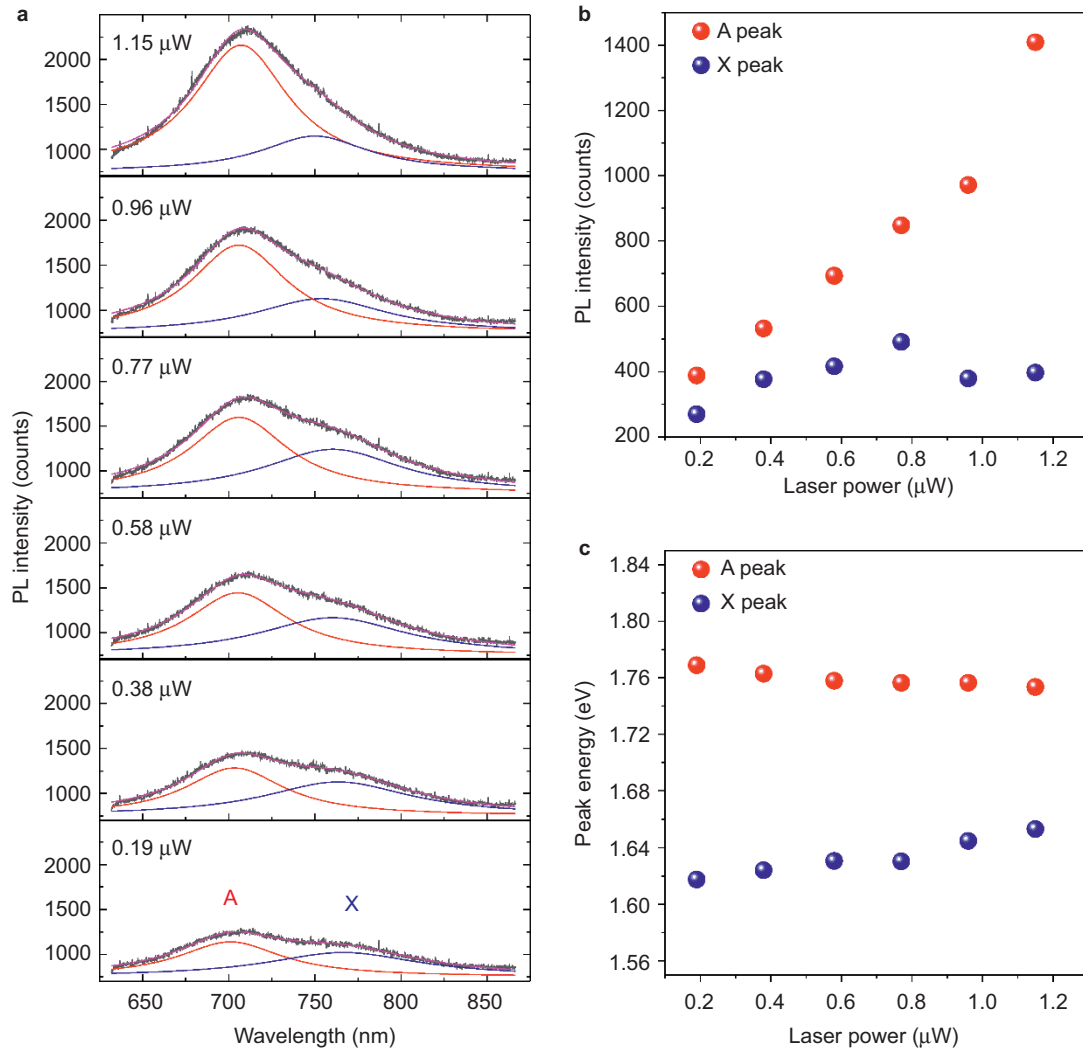 a
PL intensity (counts)
1.15 μW
2000
1500
1000
0.96 μW
2000
1500
1000
0.77 μW
2000
1500
1000
0.58 μW
2000
1500
1000
0.38 μW
2000
1500
1000
0.19 μW
2000
1500
1000
A
X
650 700 750 800 850
Wavelength (nm)
b
PL intensity (counts)
A peak
X peak
1400
1200
1000
800
600
400
200
0.2 0.4 0.6 0.8 1.0 1.2
Laser power (μW)
c
Peak energy (eV)
A peak
X peak
1.84
1.80
1.76
1.72
1.68
1.64
1.60
1.56
0.2 0.4 0.6 0.8 1.0 1.2
Laser power (μW)